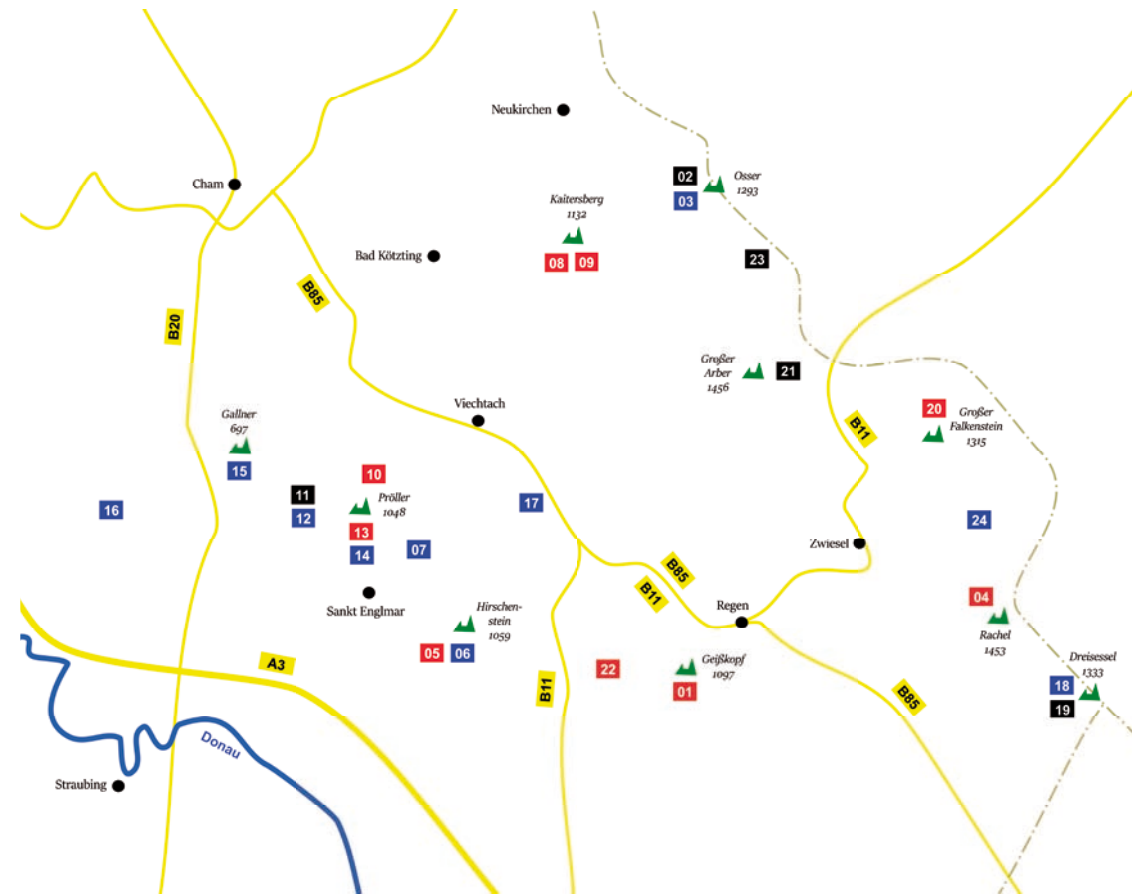 Neukirchen
Cham
02
Osser
1293
03
Kaitersberg
1132
Bad Kötzting
08
09
23
B85
B20
Großer
Arber
1456
21
Viechtach
Gallner
697
20
Großer
Falkenstein
1315
B11
15
10
11
12
Pröller
1048
16
17
13
14
07
24
Zwiesel
B85
B11
Sankt Englmar
Hirschen-
stein
1059
Regen
04
Rachel
1453
05
06
A3
22
Geißkopf
1097
01
B11
B85
Dreisessel
1333
18
19
Donau
Straubing